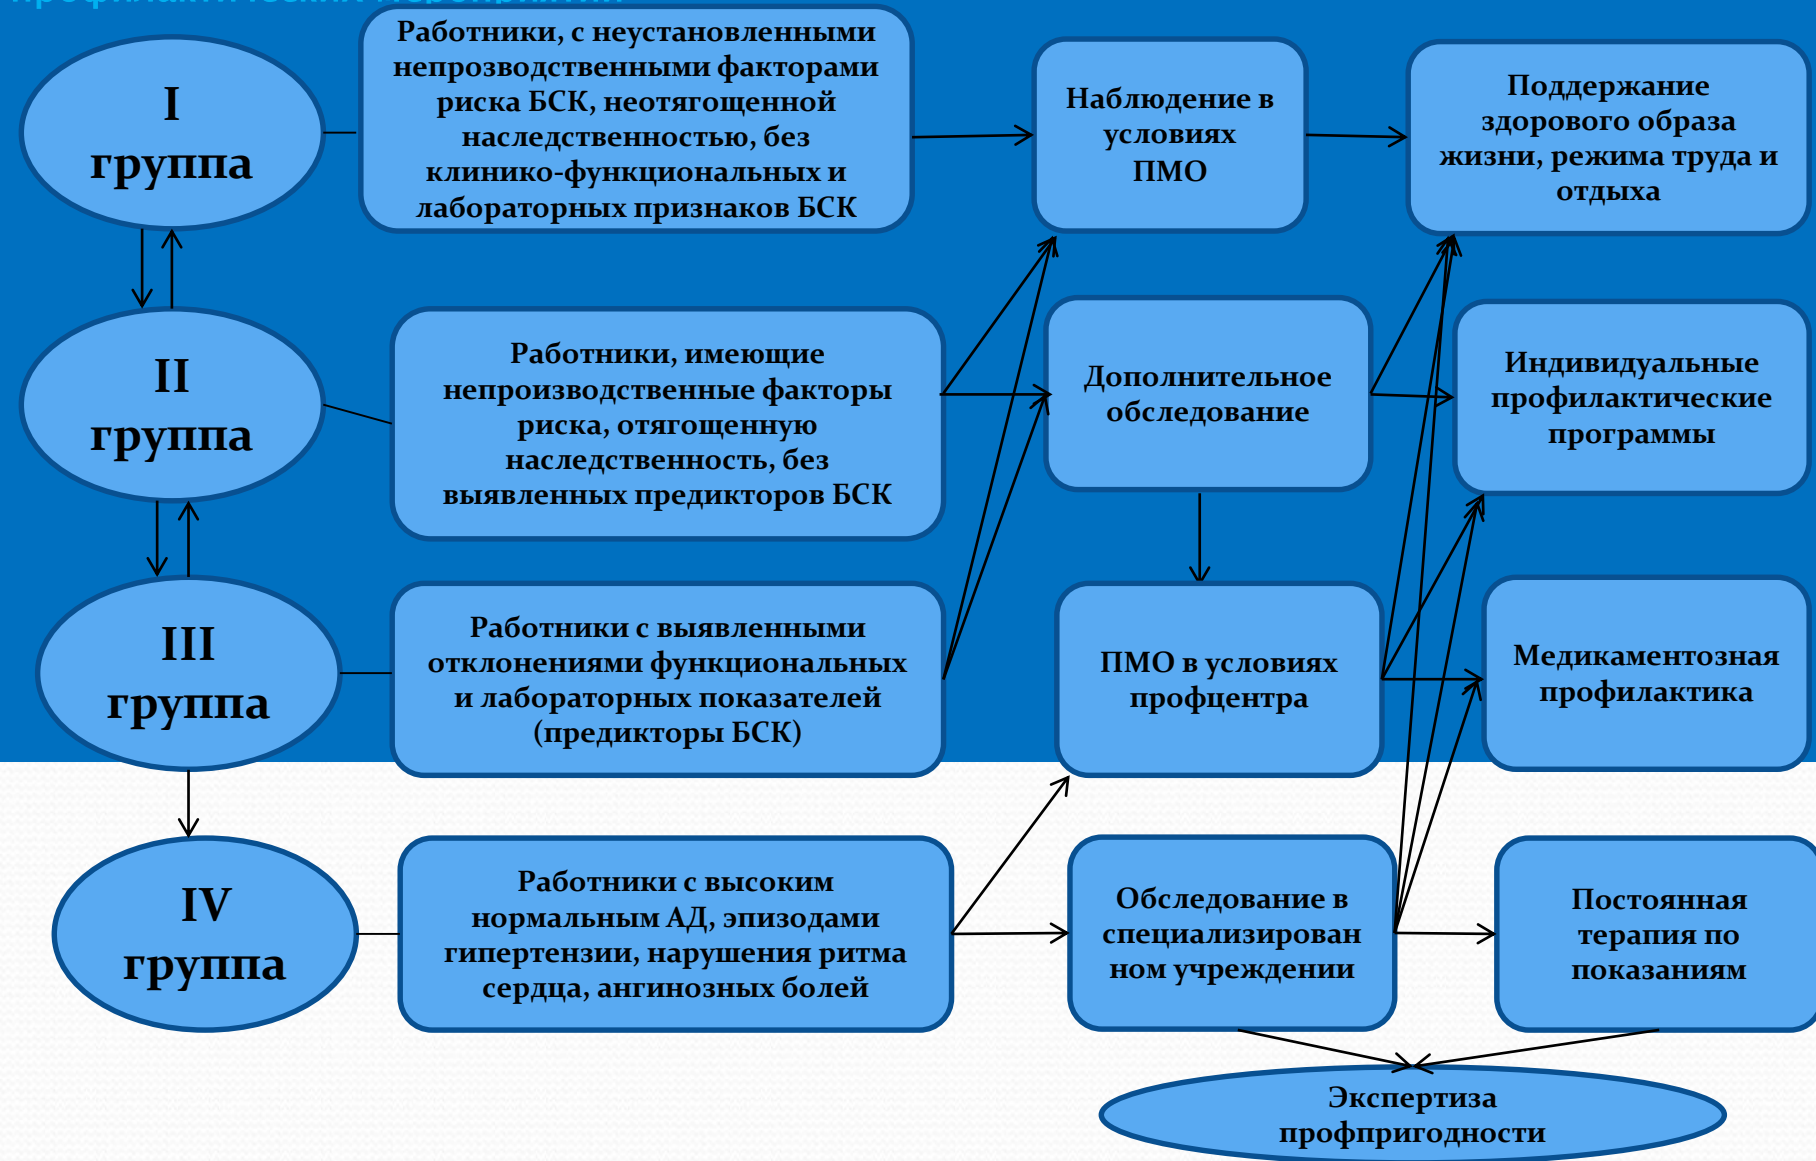 профилактических мероприятий
I
группа
Работники, с неустановленными
непрозводственными факторами
риска БСК, неотягощенной
наследственностью, без
клинико-функциональных и
лабораторных признаков БСК
Наблюдение в
условиях
ПМО
Поддержание
здорового образа
жизни, режима труда и
отдыха
II
группа
Работники, имеющие
непроизводственные факторы
риска, отягощенную
наследственность, без
выявленных предикторов БСК
Дополнительное
обследование
Индивидуальные
профилактические
программы
III
группа
Работники с выявленными
отклонениями функциональных
и лабораторных показателей
(предикторы БСК)
ПМО в условиях
профцентра
Медикаментозная
профилактика
IV
группа
Работники с высоким
нормальным АД, эпизодами
гипертензии, нарушения ритма
сердца, ангинозных болей
Обследование в
специализирован
ном учреждении
Постоянная
терапия по
показаниям
Экспертиза
профпригодности